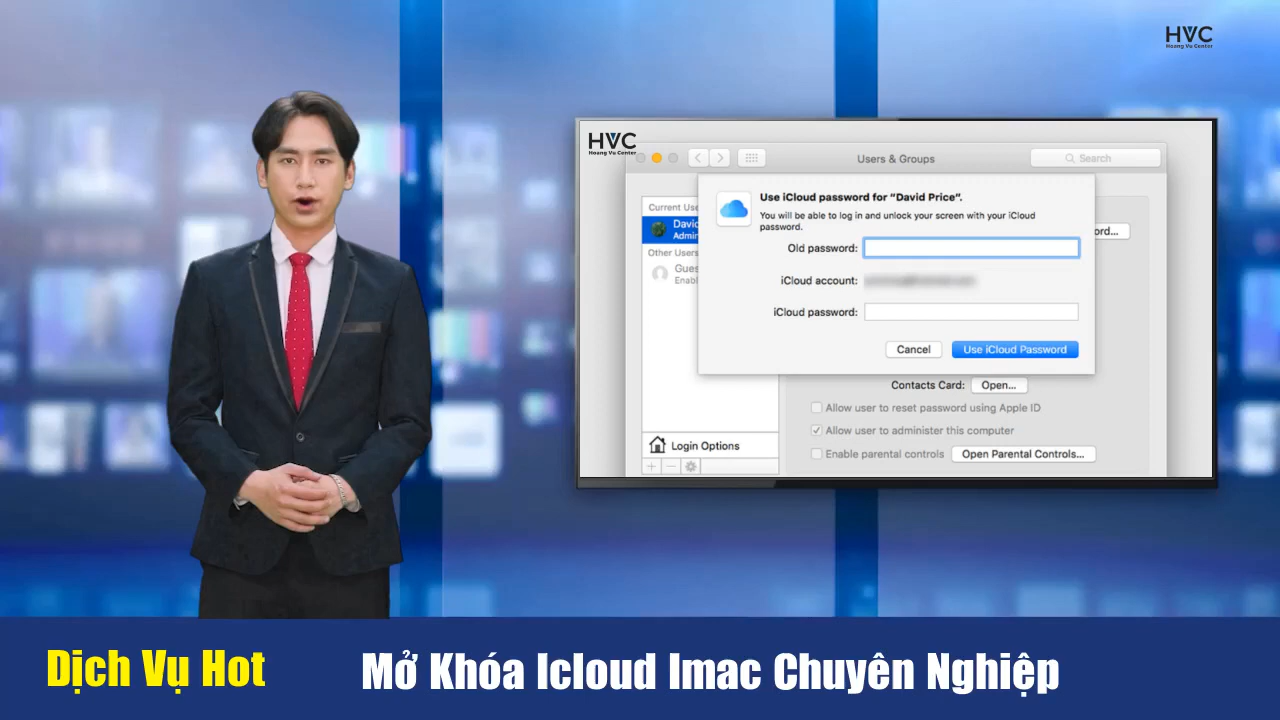 HVC
Hoang Vu Center
HVC
Hoang Vu Center
Users & Groups
Search
Current Use
David
Admin
Other Users
Gues
Enabl
ord...
Use iCloud password for “David Price”.
You will be able to log in and unlock your screen with your iCloud
password.
Old password:
iCloud account:
iCloud password:
Cancel
Use iCloud Password
Contacts Card:
Open...
Allow user to reset password using Apple ID
Allow user to administer this computer
Enable parental controls
Open Parental Controls...
Login Options
Dịch Vụ Hot
Mở Khóa Icloud Imac Chuyên Nghiệp